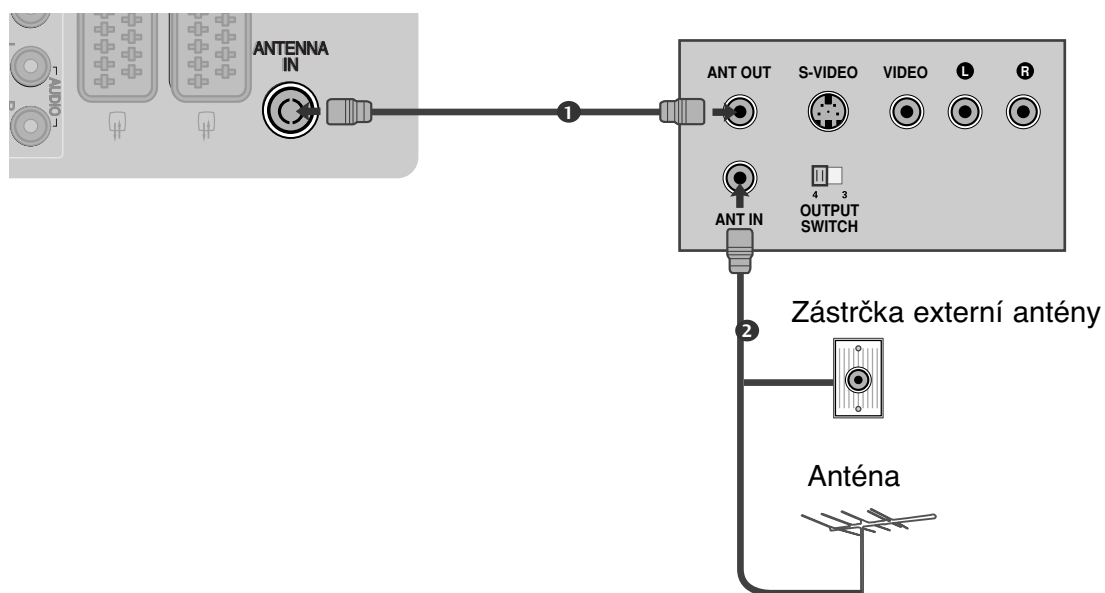 ANTENNA
IN
AUDIO
1
ANT OUT
S-VIDEO
VIDEO
L
R
4
3
ANT IN
OUTPUT
SWITCH
2
Zástrčka externí antény
Anténa